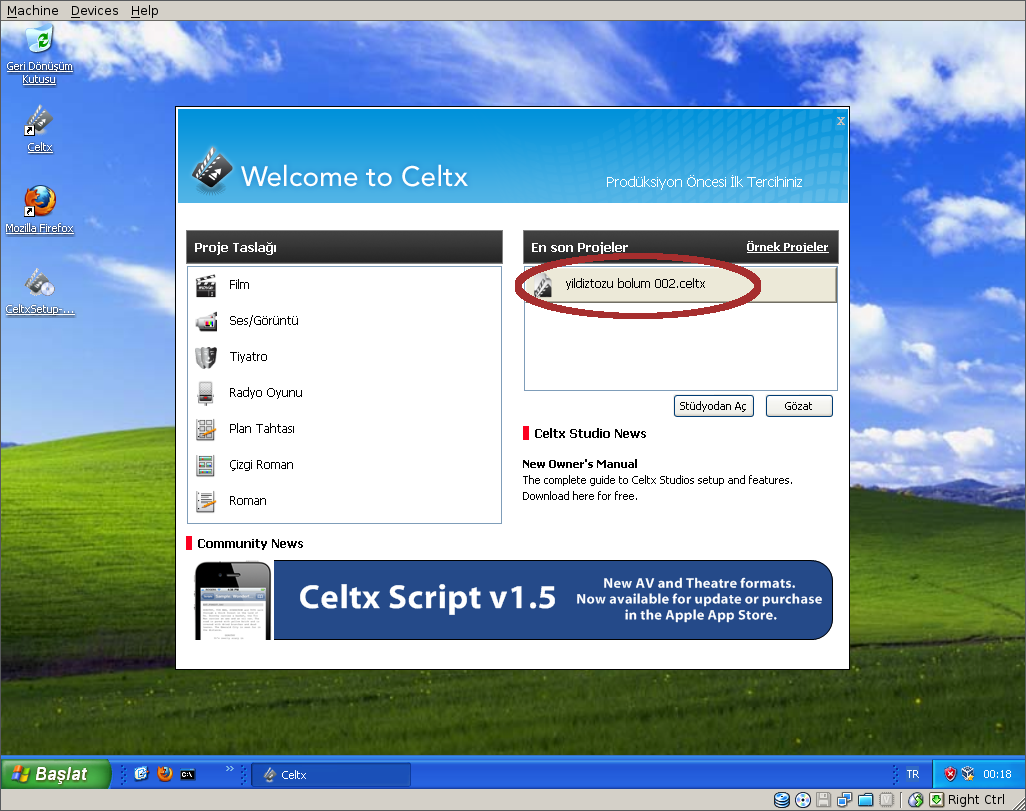 Machine Devices Help
Geri Dönüşüm
Kutusu
Celtx
Mozilla Firefox
CeltxSetup-...
X
Welcome to Celtx
Prodüksiyon Öncesi İlk Tercihiniz
Proje Taslağı
Film
Ses/Görüntü
Tiyatro
Radyo Oyunu
Plan Tahtası
Çizgi Roman
Roman
En son Projeler
Örnek Projeler
yildiztozu bolum 002.celtx
Stüdyodan Aç
Gözat
Celtx Studio News
New Owner's Manual
The complete guide to Celtx Studios setup and features.
Download here for free.
Community News
Celtx Script v1.5
New AV and Theatre formats.
Now available for update or purchase
in the Apple App Store.
Başlat
Celtx
TR
00:18
Right Ctrl